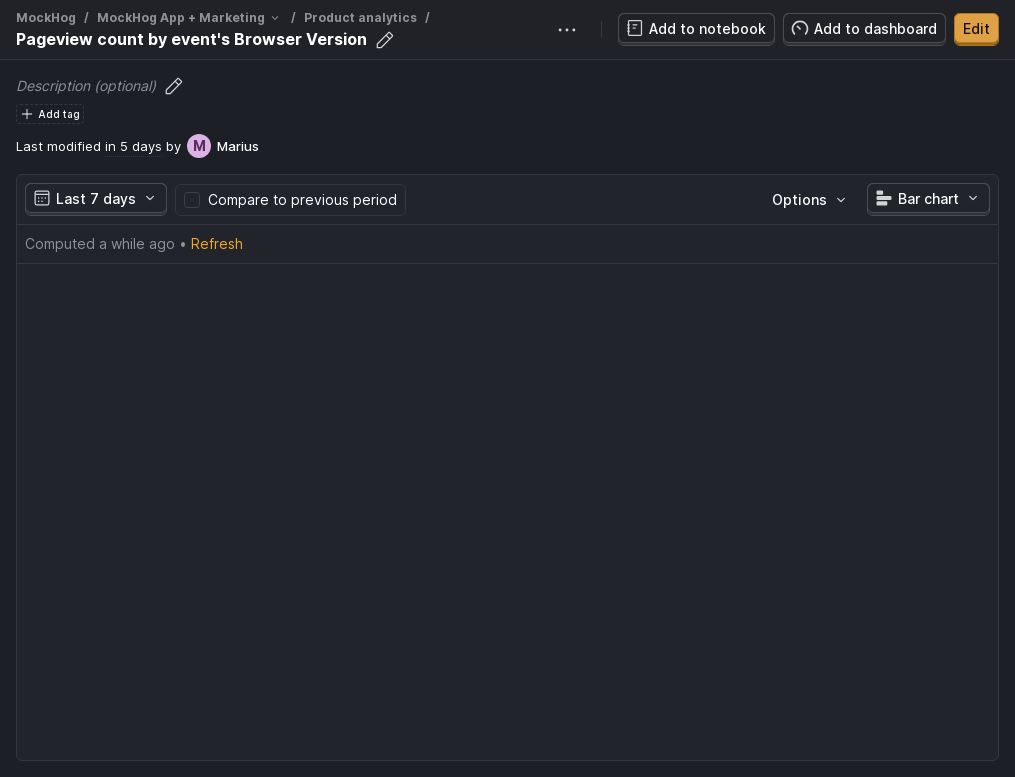 MockHog / MockHog App + Marketing / Product analytics /
Pageview count by event's Browser Version
Add to notebook
Add to dashboard
Edit
Description (optional)
Add tag
Last modified in 5 days by M Marius
Last 7 days
Compare to previous period
Options
Bar chart
Computed a while ago • Refresh